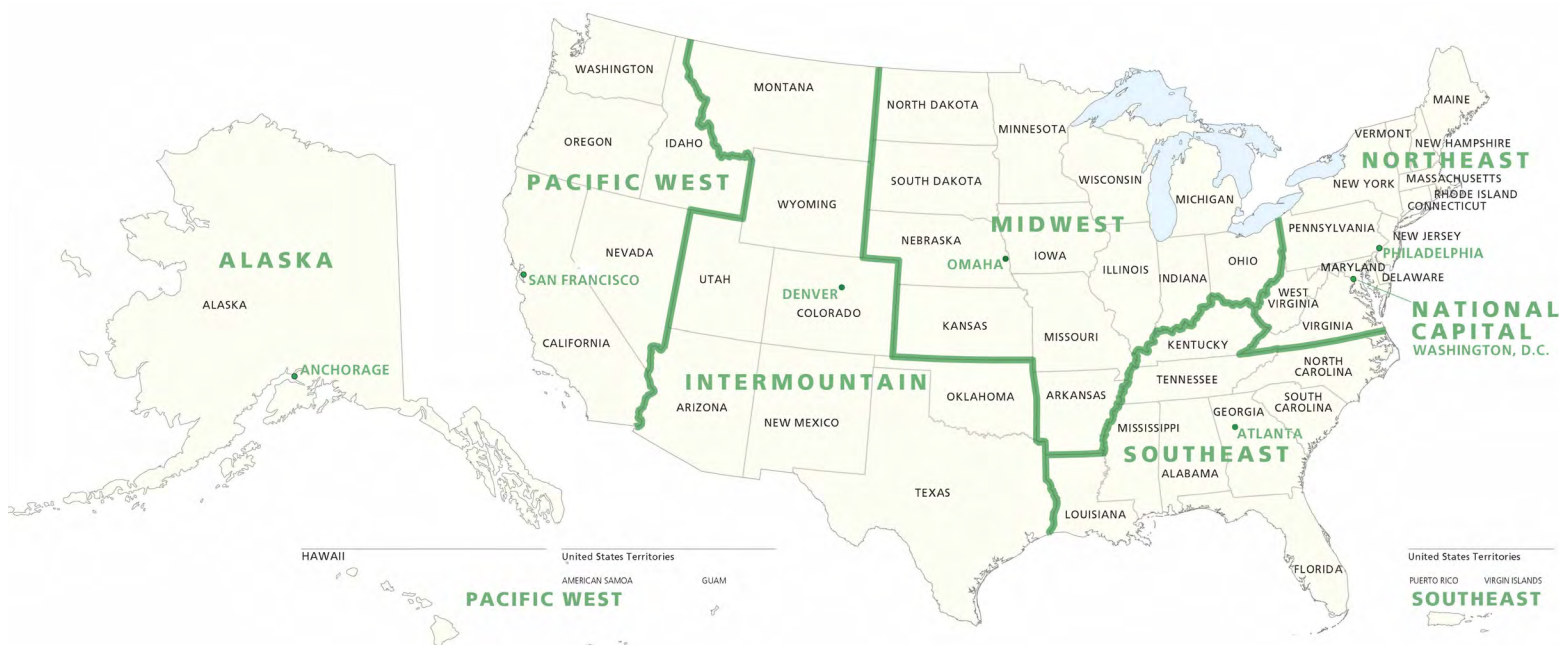 WASHINGTON
MONTANA
NORTH DAKOTA
MINNESOTA
MAINE
VERMONT
NEW HAMPSHIRE
NORTHEAST
OREGON
IDAHO
PACIFIC WEST
SOUTH DAKOTA
WISCONSIN
MICHIGAN
NEW YORK
MASSACHUSETTS
RHODE ISLAND
CONNECTICUT
WYOMING
MIDWEST
PENNSYLVANIA
NEW JERSEY
PHILADELPHIA
NEBRASKA
OMAHA
IOWA
ILLINOIS
INDIANA
OHIO
MARYLAND
DELAWARE
ALASKA
ALASKA
ANCHORAGE
NEVADA
SAN FRANCISCO
UTAH
DENVER
COLORADO
KANSAS
MISSOURI
WEST
VIRGINIA
VIRGINIA
NATIONAL
CAPITAL
WASHINGTON, D.C.
CALIFORNIA
KENTUCKY
INTERMOUNTAIN
ARIZONA
NEW MEXICO
OKLAHOMA
ARKANSAS
TENNESSEE
NORTH
CAROLINA
SOUTH
CAROLINA
GEORGIA
ATLANTA
MISSISSIPPI
SOUTHEAST
ALABAMA
TEXAS
LOUISIANA
FLORIDA
HAWAII
United States Territories
AMERICAN SAMOA
GUAM
PACIFIC WEST
United States Territories
PUERTO RICO
VIRGIN ISLANDS
SOUTHEAST